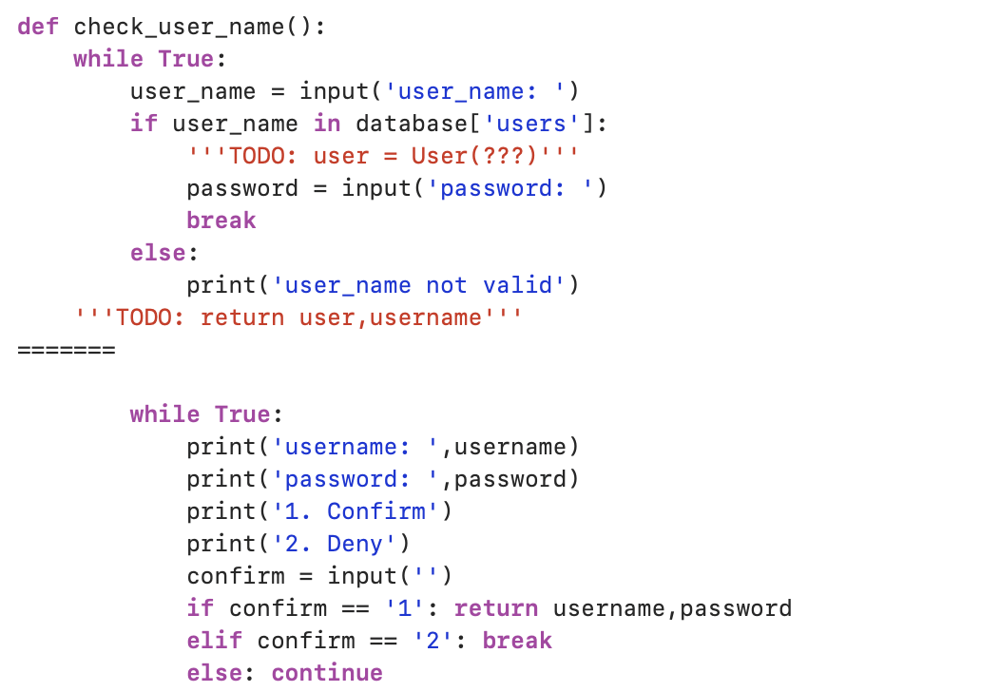 def check_user_name():
    while True:
        user_name = input('user_name: ')
        if user_name in database['users']:
            '''TODO: user = User(???)'''
            password = input('password: ')
            break
        else:
            print('user_name not valid')
    '''TODO: return user,username'''
=======
        while True:
            print('username: ',username)
            print('password: ',password)
            print('1. Confirm')
            print('2. Deny')
            confirm = input('')
            if confirm == '1': return username,password
            elif confirm == '2': break
            else: continue